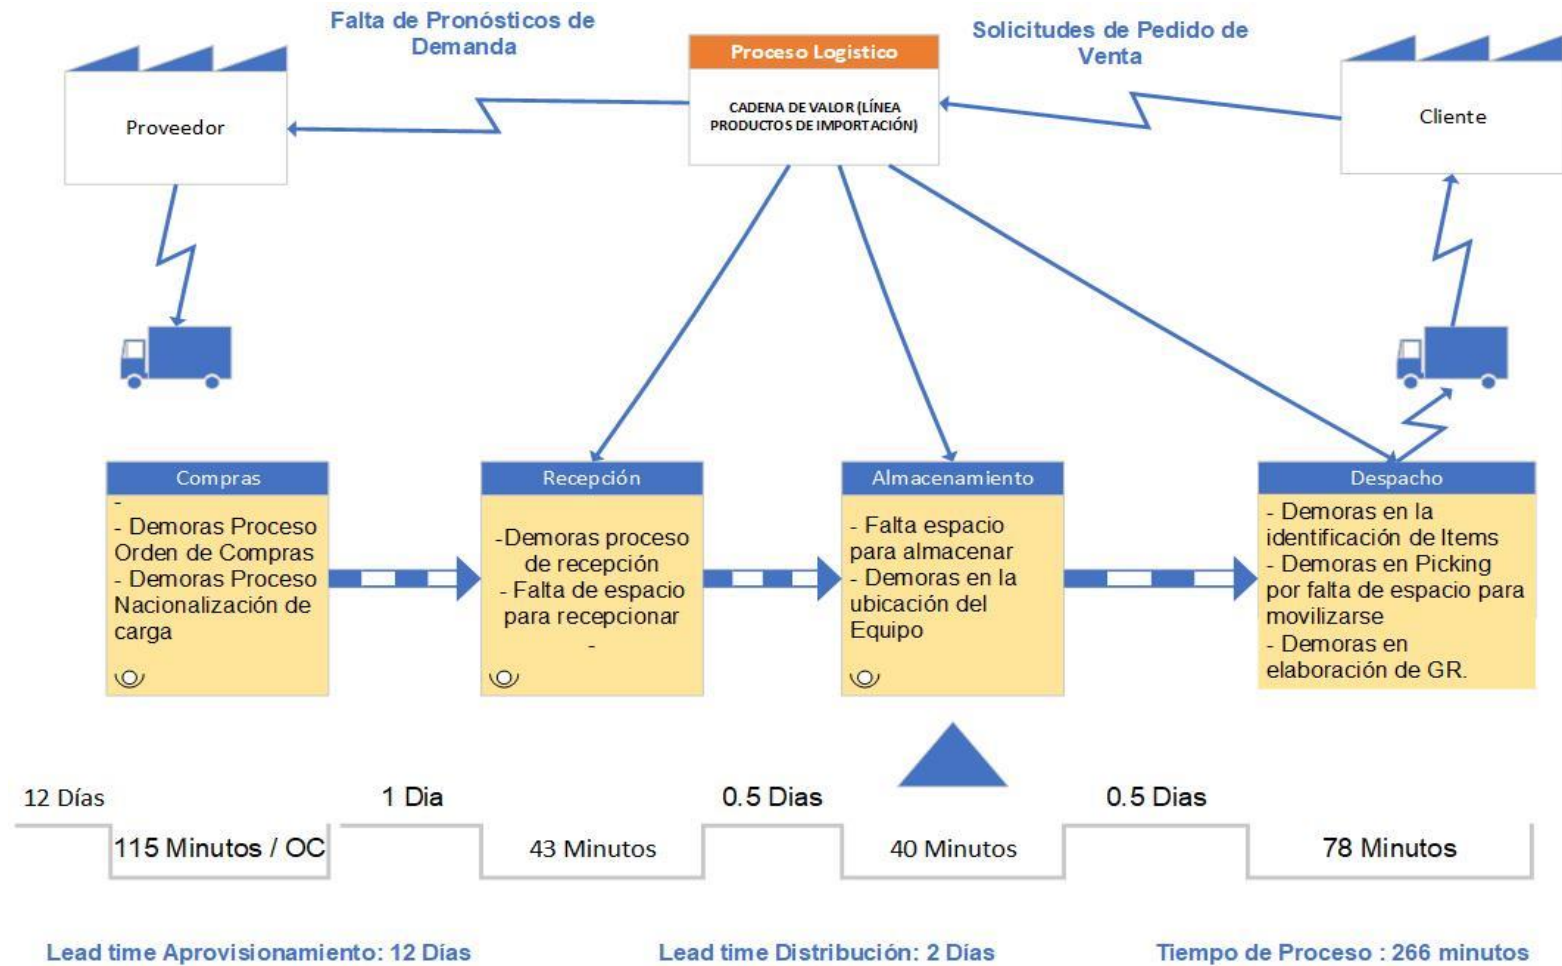 Falta de Pronósticos de
Demanda
Solicitudes de Pedido de
Venta
Proceso Logistico
CADENA DE VALOR (LÍNEA
PRODUCTOS DE IMPORTACIÓN)
Proveedor
Cliente
Compras
-
- Demoras Proceso
Orden de Compras
- Demoras Proceso
Nacionalización de
carga
Recepción
-Demoras proceso
de recepción
- Falta de espacio
para recepcionar
-
Almacenamiento
- Falta espacio
para almacenar
- Demoras en la
ubicación del
Equipo
Despacho
- Demoras en la
identificación de Items
- Demoras en Picking
por falta de espacio para
movilizarse
- Demoras en
elaboración de GR.
12 Días
1 Dia
0.5 Dias
0.5 Dias
115 Minutos / OC
43 Minutos
40 Minutos
78 Minutos
Lead time Aprovisionamiento: 12 Días
Lead time Distribución: 2 Días
Tiempo de Proceso : 266 minutos